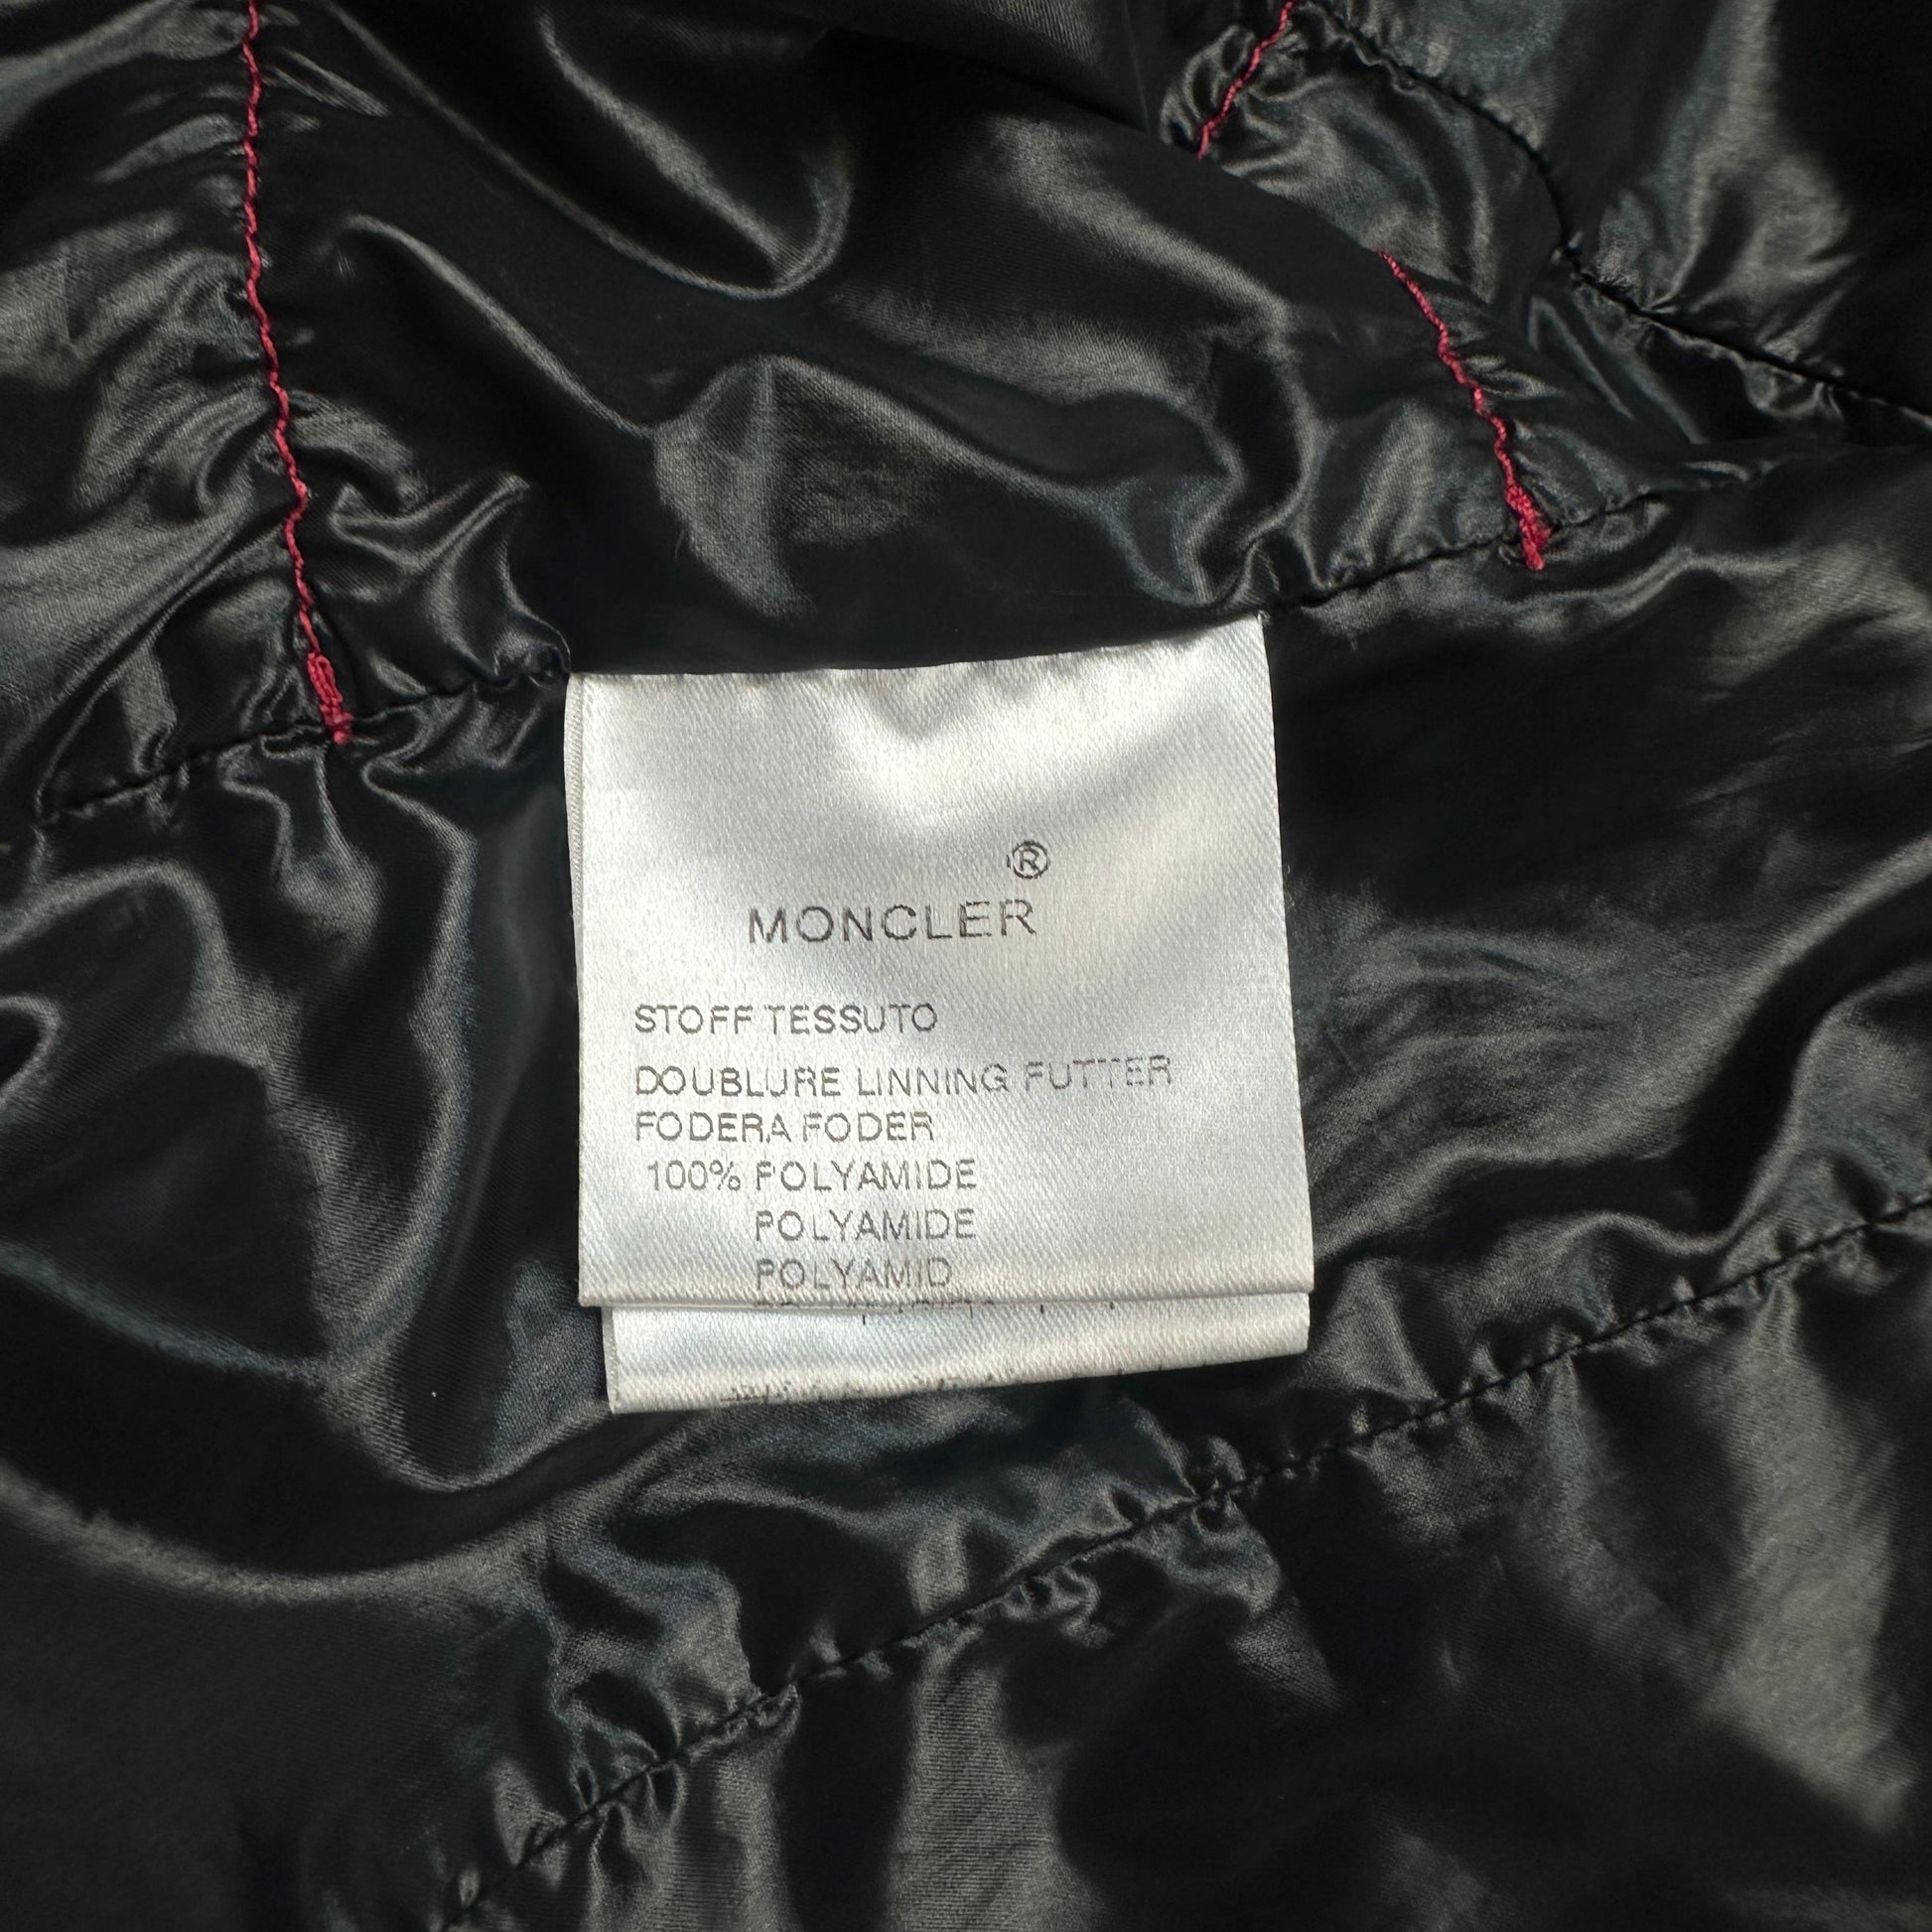 ®
MONCLER
STOFF TESSUTO
DOUBLURE LINNING FUTTER
FODERA FODER
100% POLYAMIDE
POLYAMIDE
POLYAMID